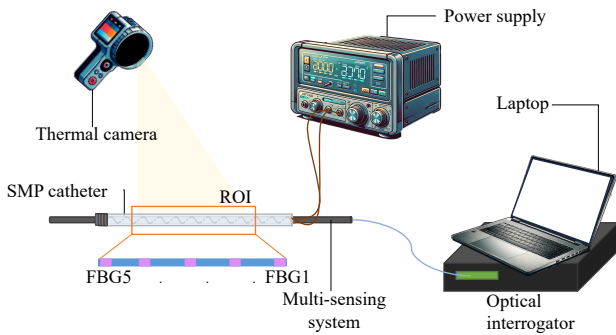 Power supply
Laptop
Thermal camera
SMP catheter
ROI
FBG5 . . . FBG1
Multi-sensing
system
Optical
interrogator